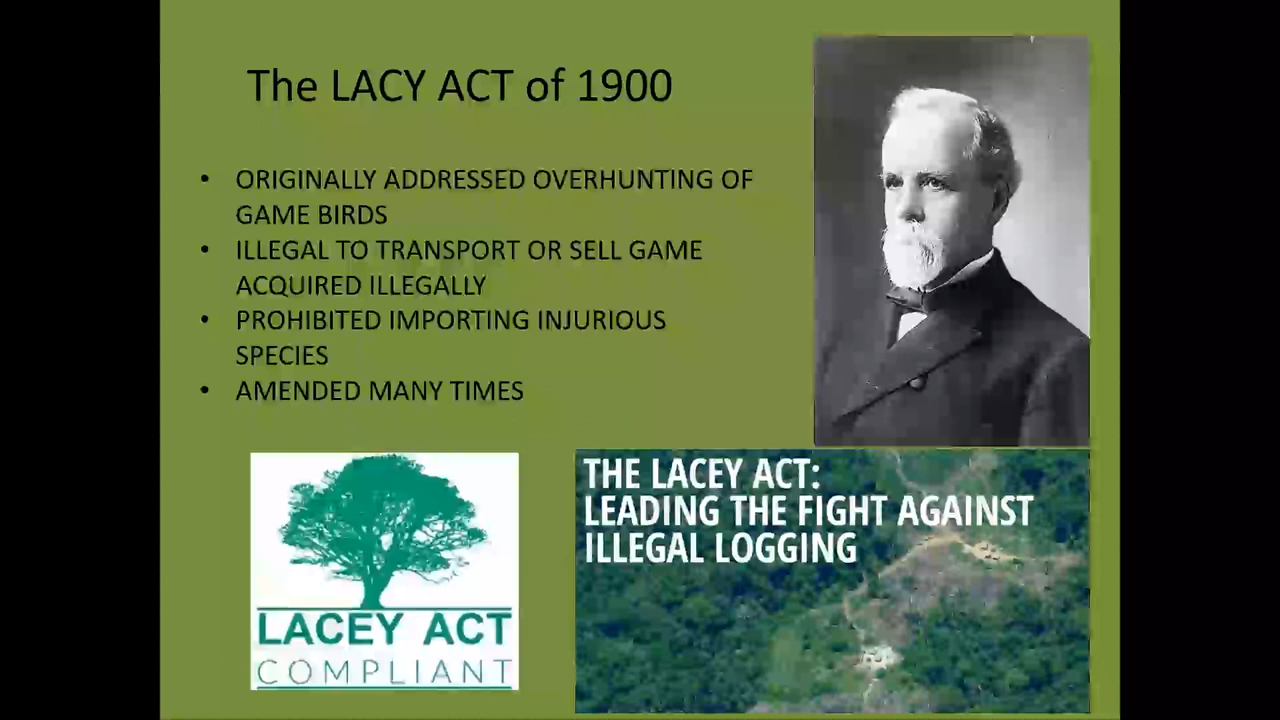 The LACY ACT of 1900
• ORIGINALLY ADDRESSED OVERHUNTING OF
GAME BIRDS
• ILLEGAL TO TRANSPORT OR SELL GAME
ACQUIRED ILLEGALLY
• PROHIBITED IMPORTING INJURIOUS
SPECIES
• AMENDED MANY TIMES
LACEY ACT
COMPLIANT
THE LACEY ACT:
LEADING THE FIGHT AGAINST
ILLEGAL LOGGING